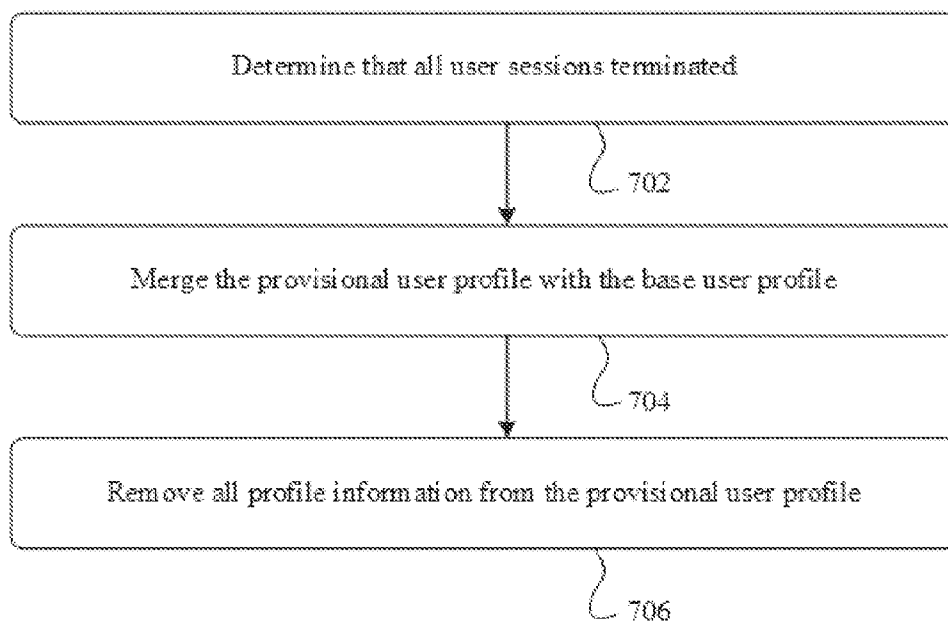 Determine that all user sessions terminated
702
Merge the provisional user profile with the base user profile
704
Remove all profile information from the provisional user profile
706